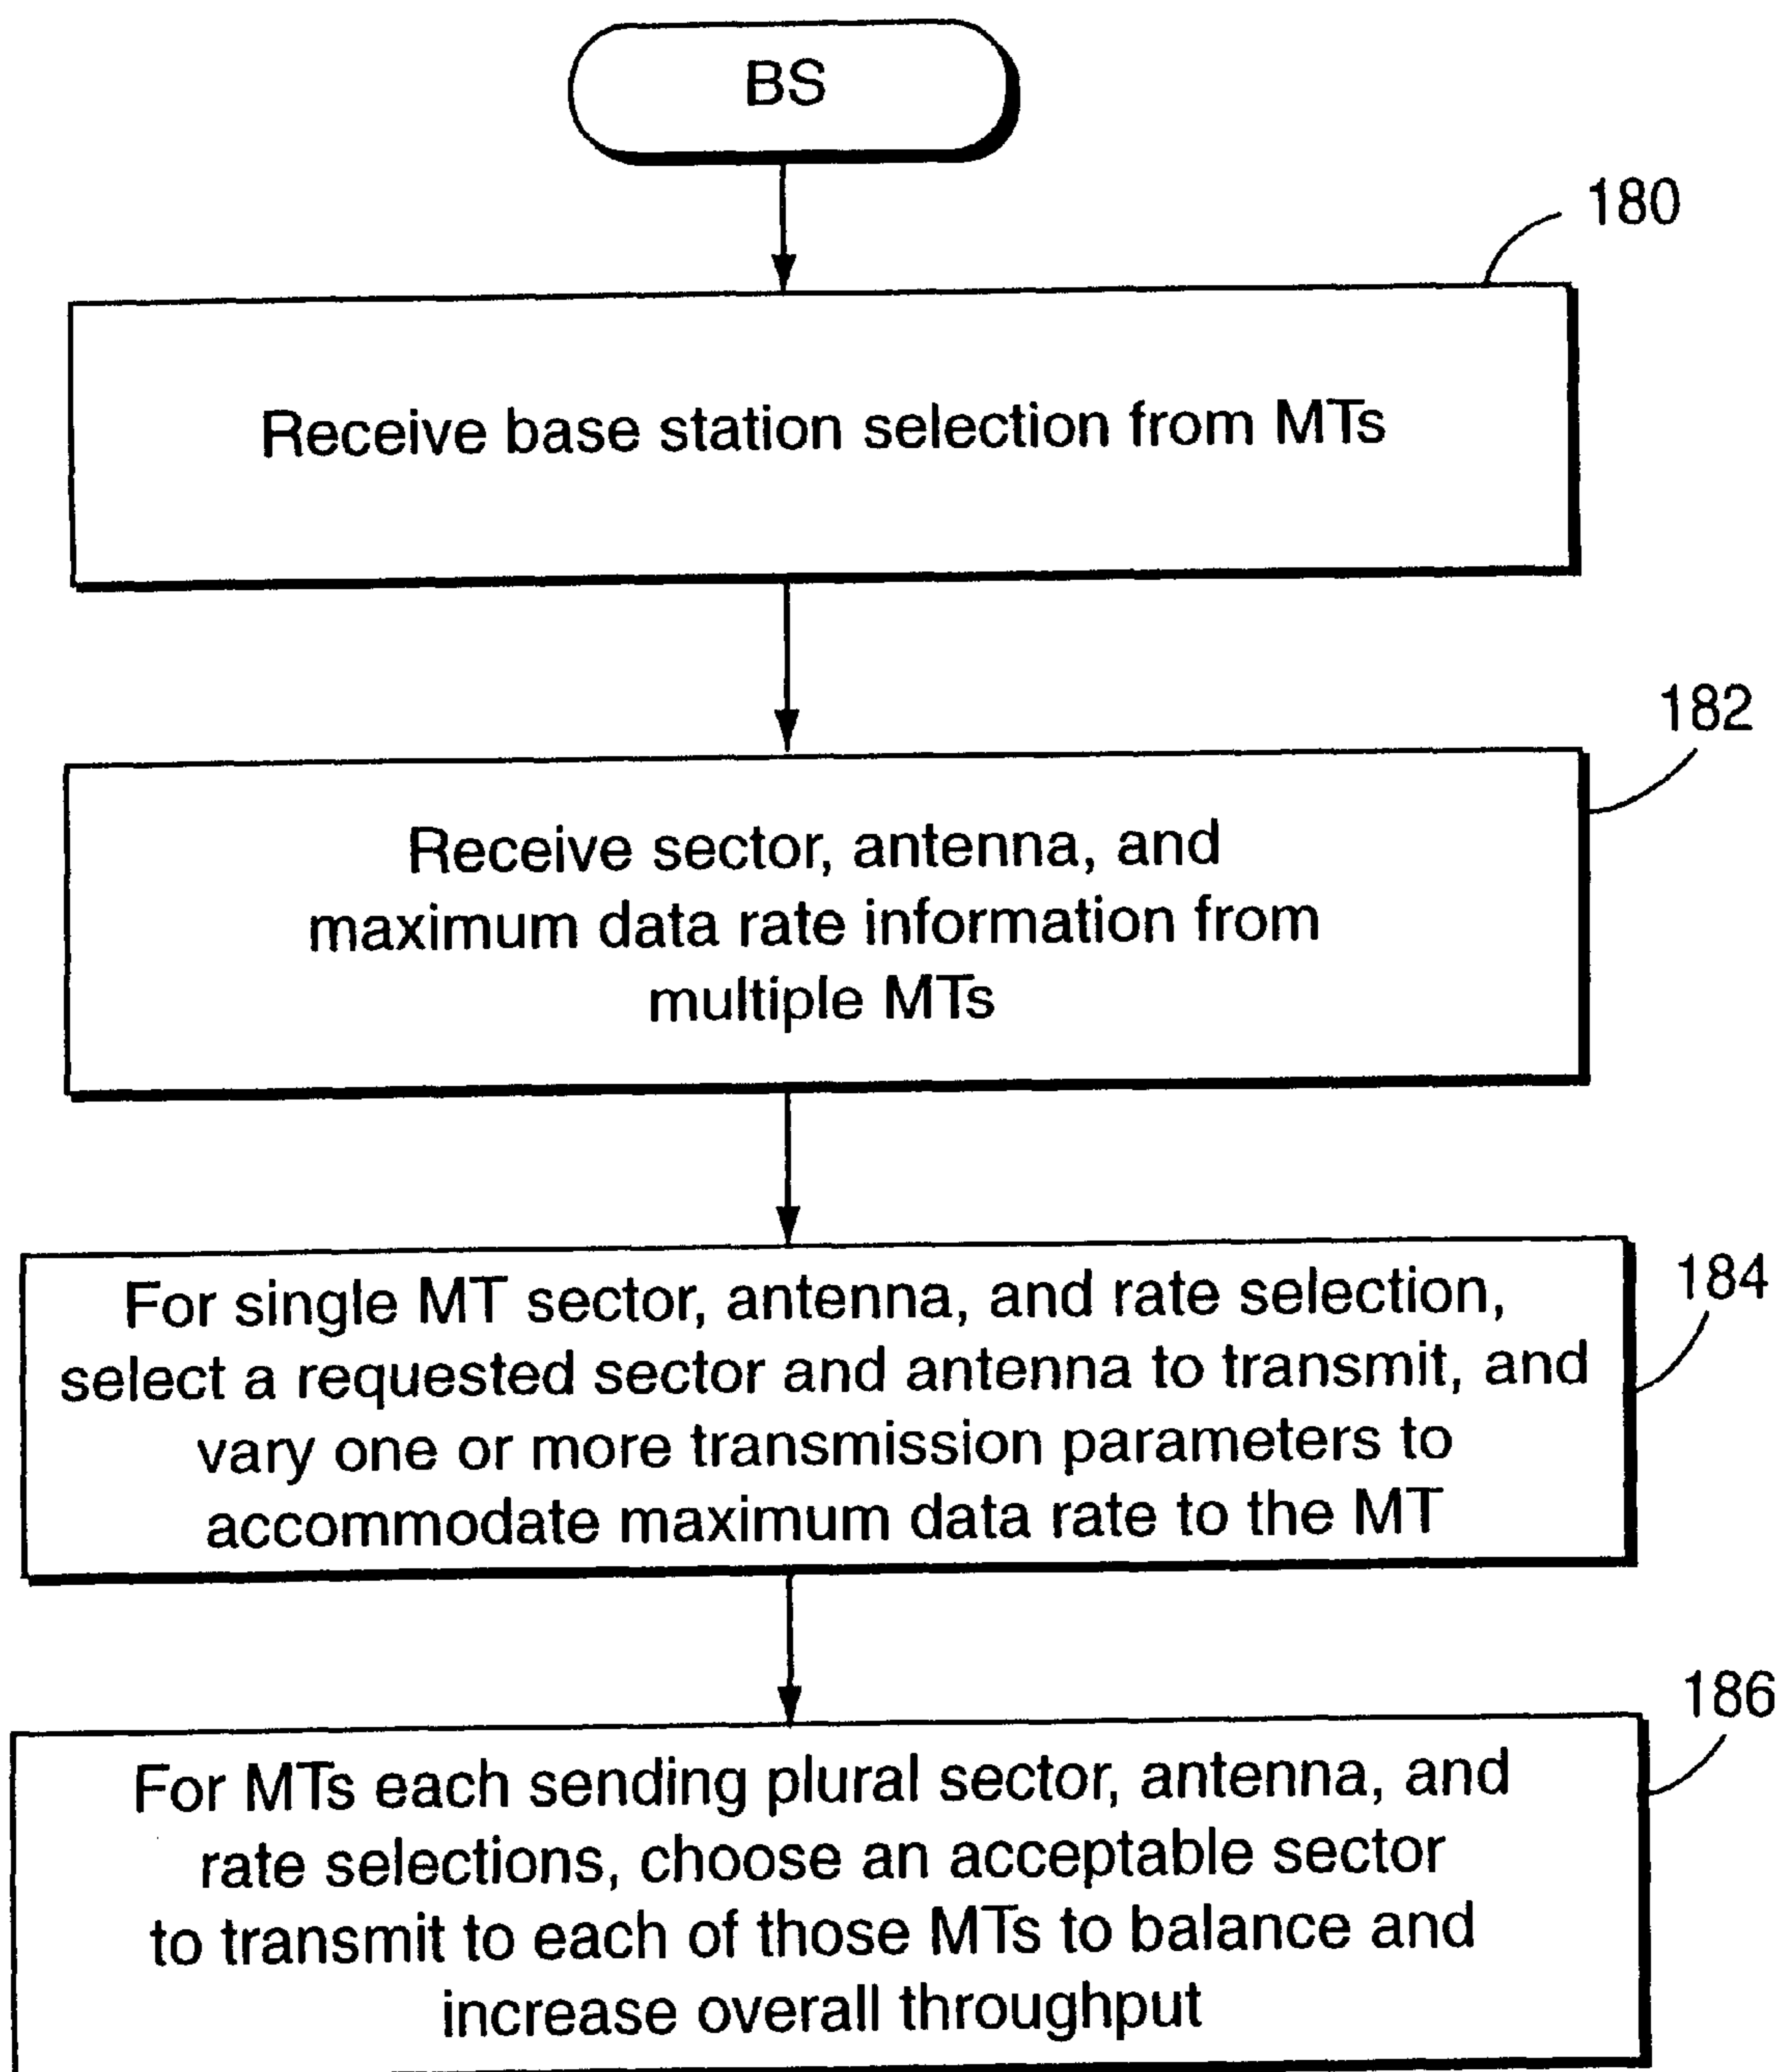 BS
180
Receive base station selection from MTs
182
Receive sector, antenna, and
maximum data rate information from
multiple MTs
184
For single MT sector, antenna, and rate selection,
select a requested sector and antenna to transmit, and
vary one or more transmission parameters to
accommodate maximum data rate to the MT
186
For MTs each sending plural sector, antenna, and
rate selections, choose an acceptable sector
to transmit to each of those MTs to balance and
increase overall throughput